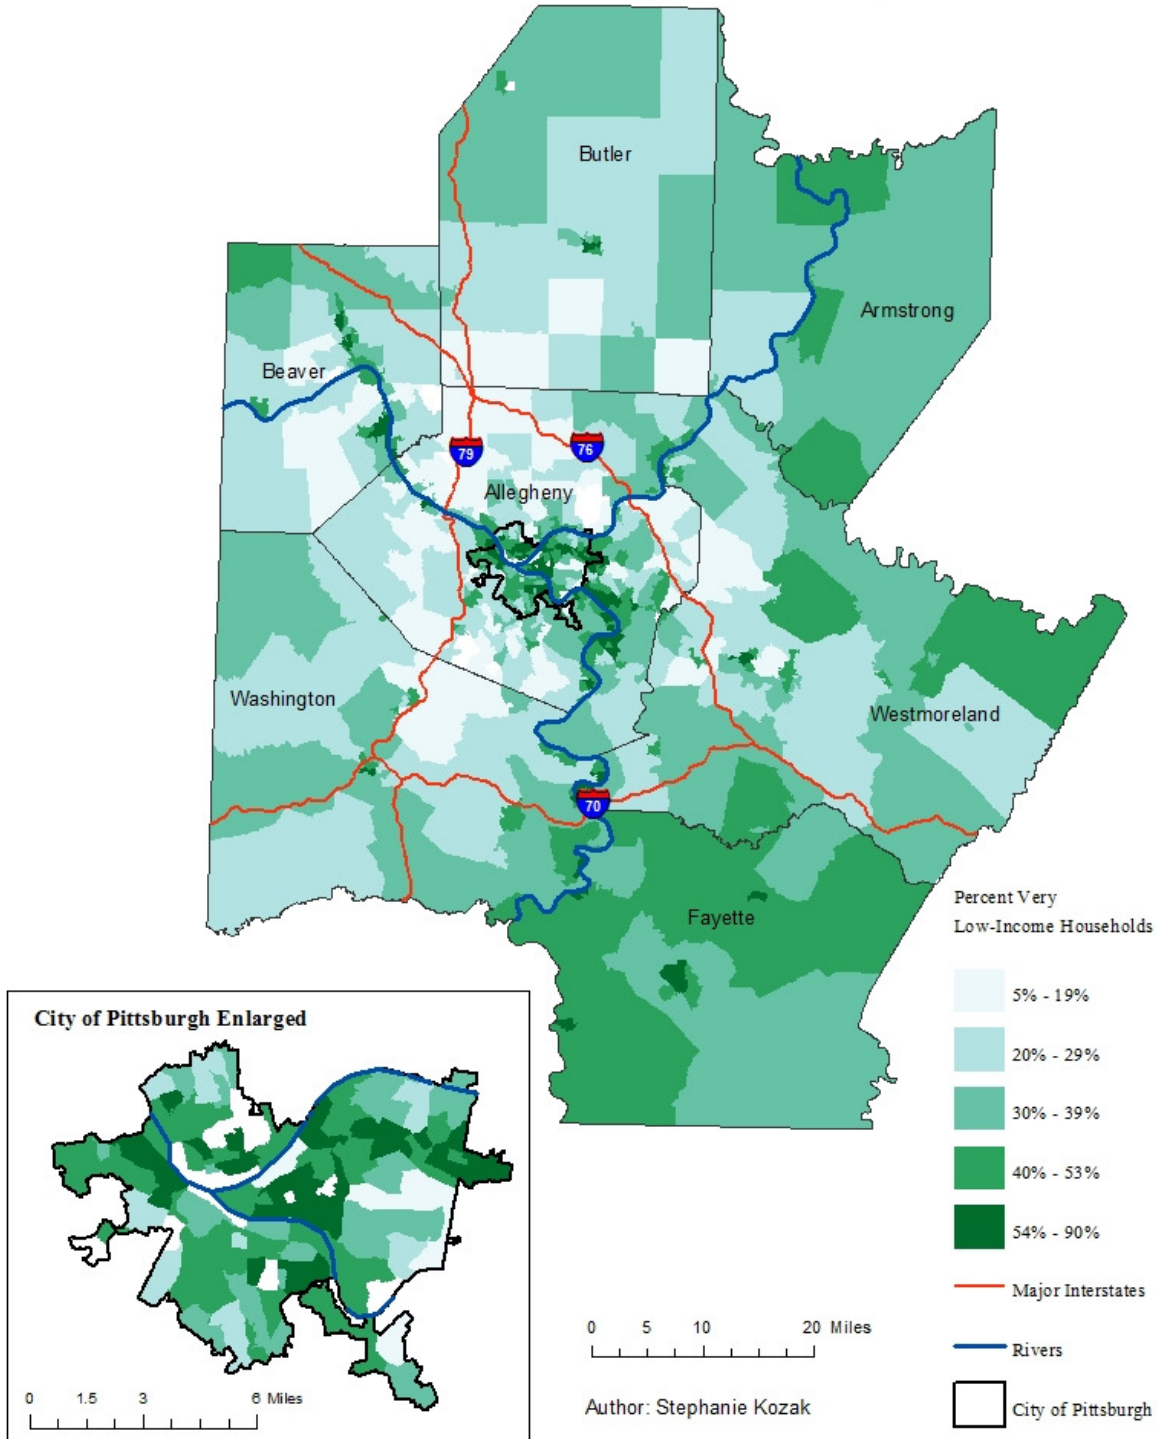 Butler
Armstrong
Beaver
79
76
Allegheny
Washington
Westmoreland
70
Fayette
Percent Very
Low-Income Households
5% - 19%
20% - 29%
30% - 39%
40% - 53%
54% - 90%
Major Interstates
Rivers
City of Pittsburgh
City of Pittsburgh Enlarged
0 1.5 3 6 Miles
0 5 10 20 Miles
Author: Stephanie Kozak